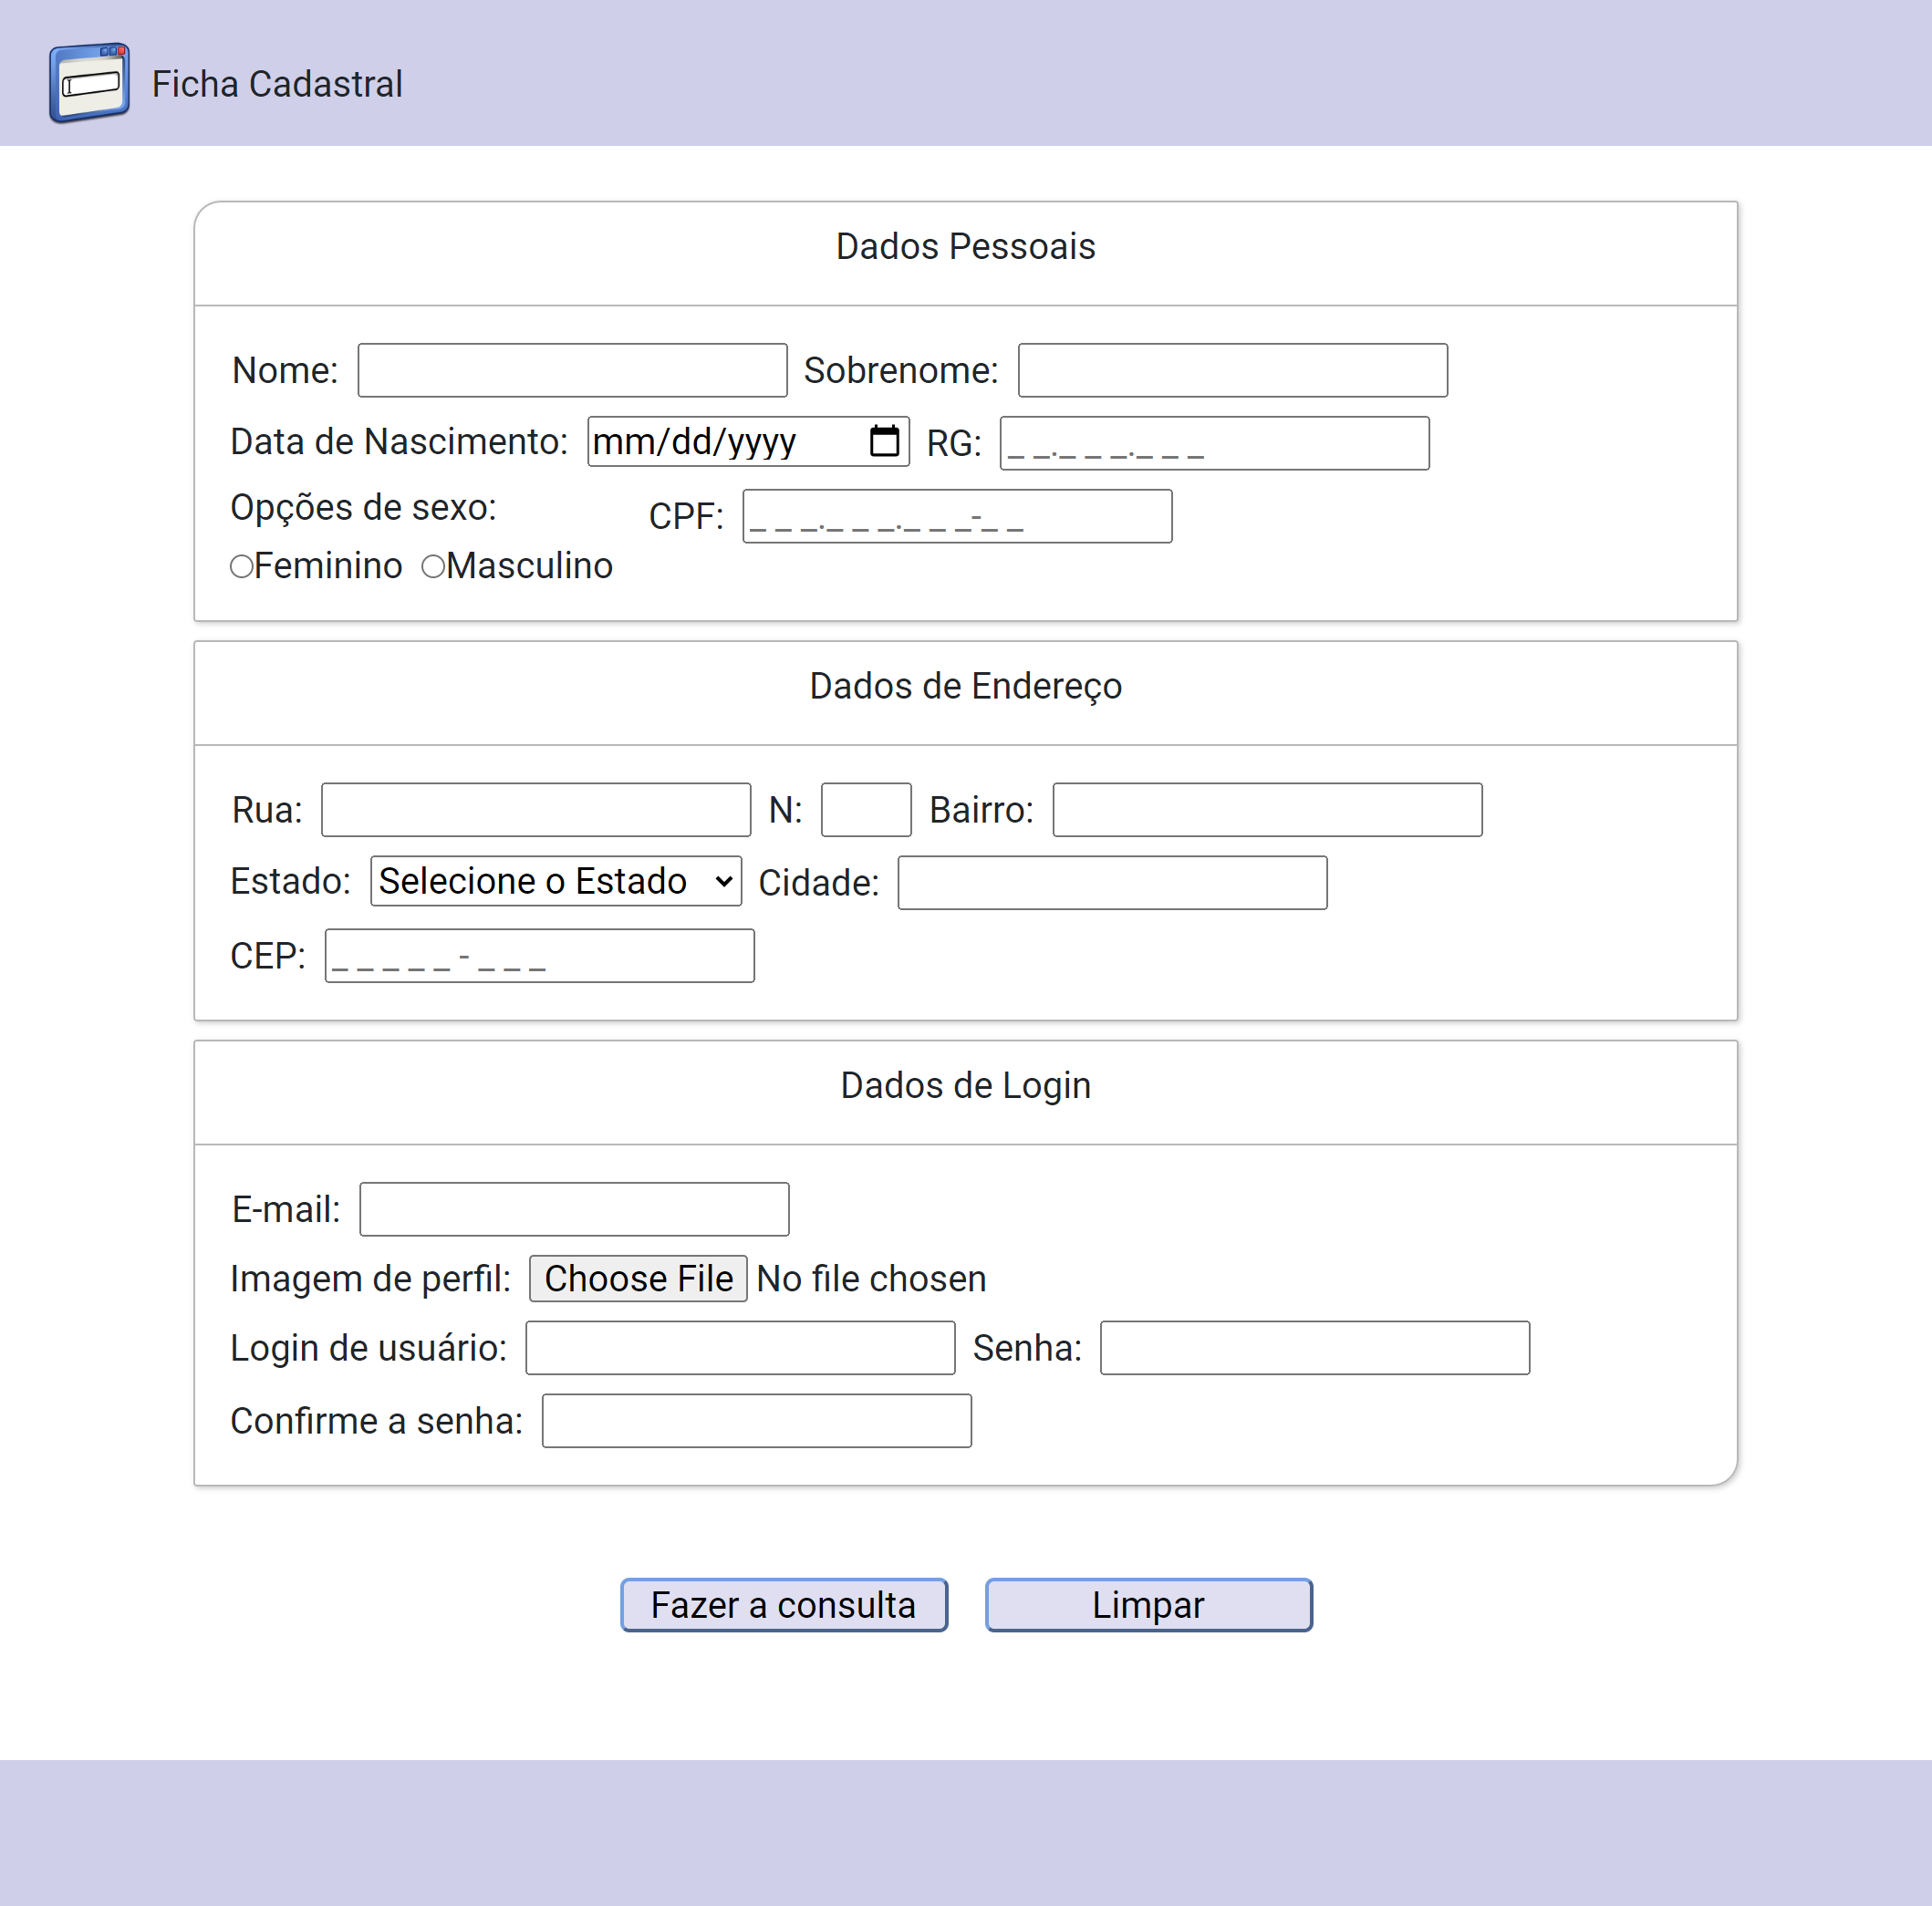 Ficha Cadastral
Dados Pessoais
Nome: Sobrenome:
Data de Nascimento: mm/dd/yyyy RG: _ _._ _ _._ _ _
Opções de sexo: CPF: _ _ _._ _ _._ _ _-_ _
Feminino Masculino
Dados de Endereço
Rua: N: Bairro:
Estado: Selecione o Estado Cidade:
CEP: _ _ _ _ _ - _ _ _
Dados de Login
E-mail:
Imagem de perfil: Choose File No file chosen
Login de usuário: Senha:
Confirme a senha:
Fazer a consulta Limpar